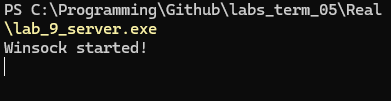 PS C:\Programming\Github\labs_term_05\Real
\lab_9_server.exe
Winsock started!